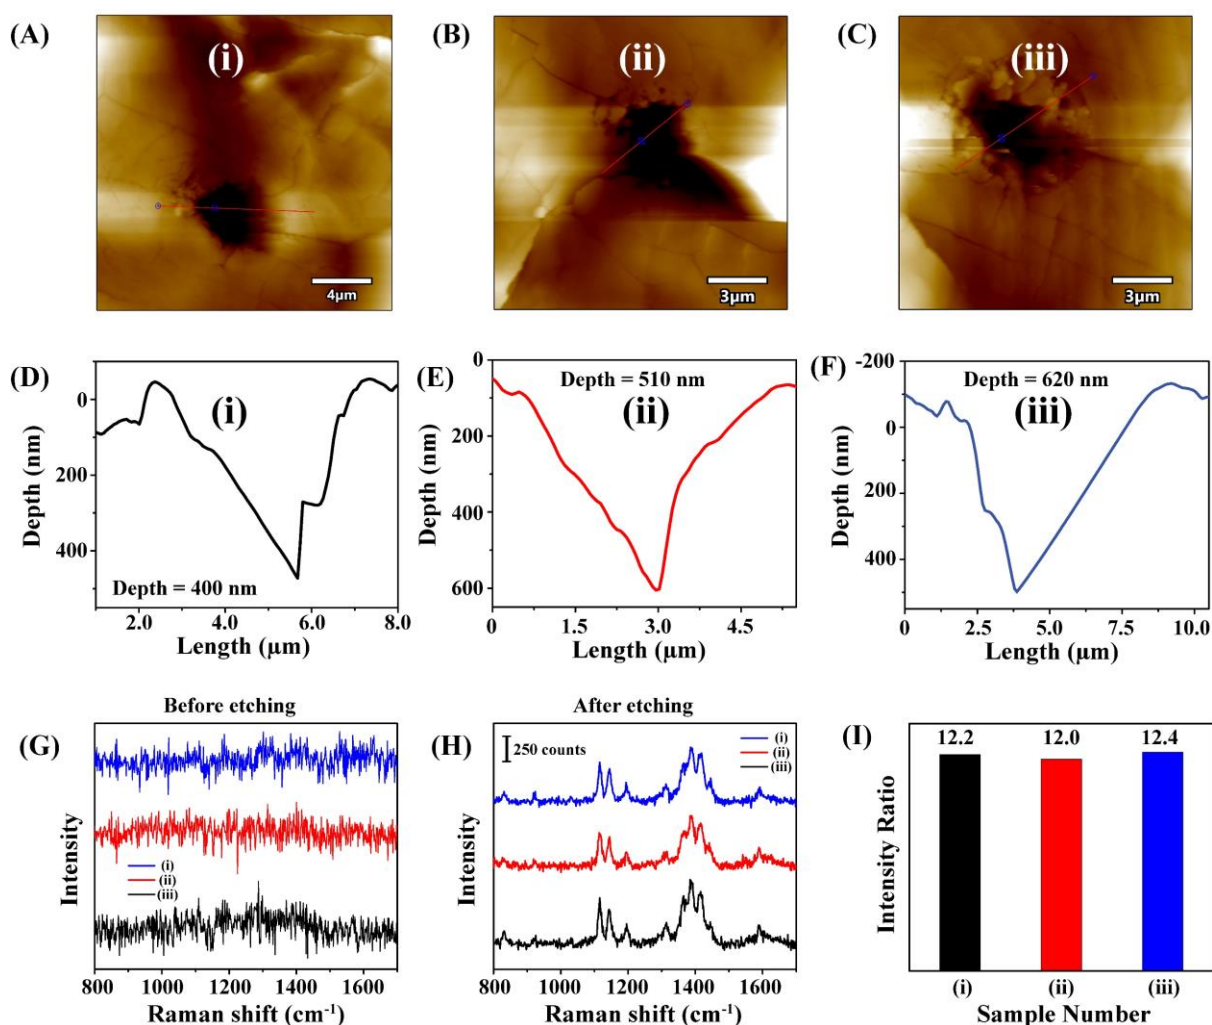 (A)
(i)
4μm
(B)
(ii)
3μm
(C)
(iii)
3μm
(D)
(i)
Depth = 400 nm
Depth (nm)
0
200
400
2.0
4.0
6.0
8.0
Length (μm)
(E)
Depth = 510 nm
(ii)
Depth (nm)
0
200
400
600
0
1.5
3.0
4.5
Length (μm)
(F)
Depth = 620 nm
(iii)
Depth (nm)
-200
0
200
400
0
2.5
5.0
7.5
10.0
Length (μm)
(G)
Before etching
(i)
(ii)
(iii)
Intensity
800
1000
1200
1400
1600
Raman shift (cm⁻¹)
(H)
After etching
250 counts
(i)
(ii)
(iii)
Intensity
800
1000
1200
1400
1600
Raman shift (cm⁻¹)
(I)
12.2
12.0
12.4
Intensity Ratio
(i)
(ii)
(iii)
Sample Number